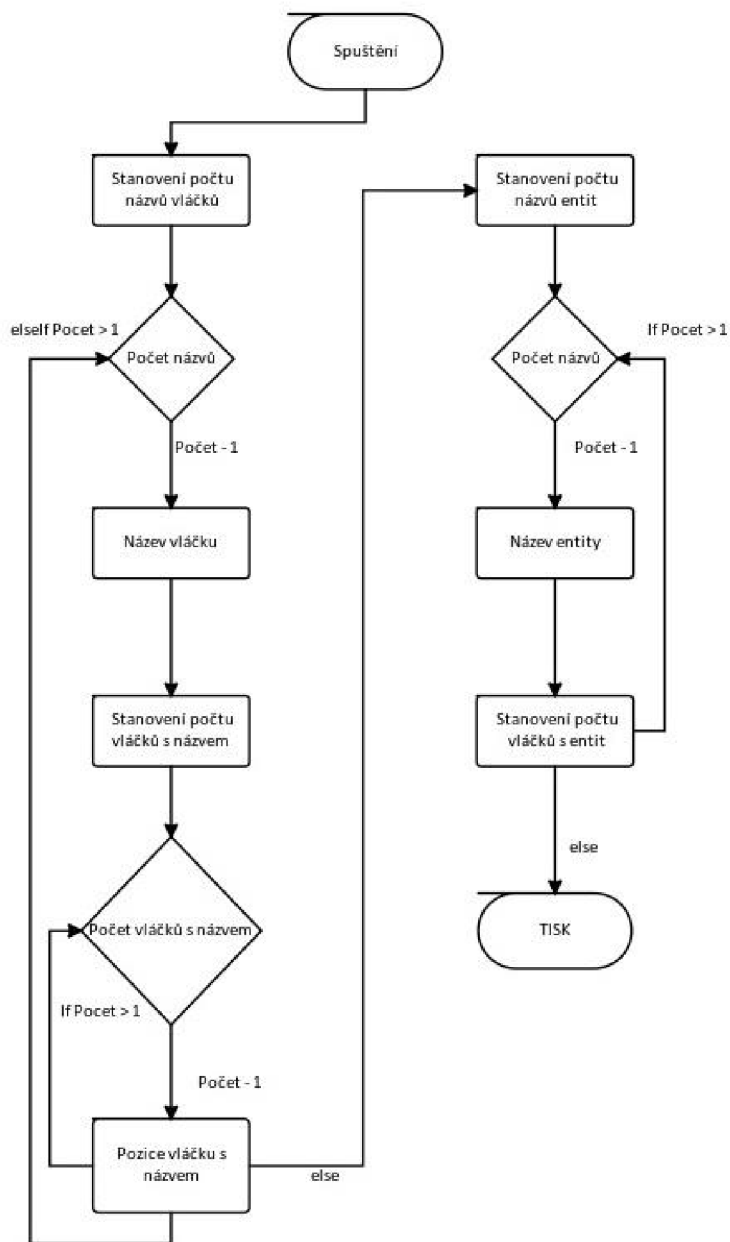 Spuštění
Stanovení počtu
názvů vláčků
elseIf Pocet > 1
Počet názvů
Počet - 1
Název vláčku
Stanovení počtu
vláčků s názvem
Počet vláčků s názvem
If Pocet > 1
Počet - 1
Pozice vláčku s
názvem
else
Stanovení počtu
názvů entit
If Pocet > 1
Počet názvů
Počet - 1
Název entity
Stanovení počtu
vláčků s entit
else
TISK